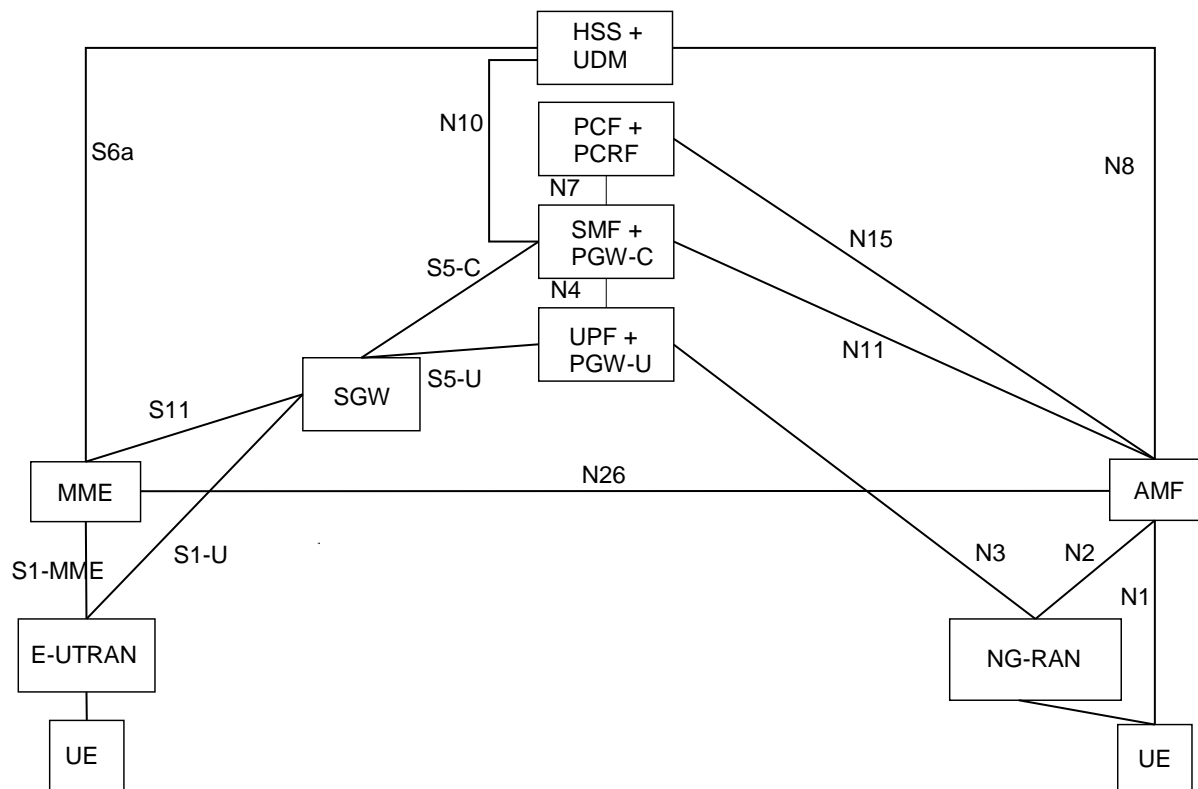 HSS +
UDM
N10
PCF +
PCRF
S6a
N8
N7
SMF +
PGW-C
N15
S5-C
N4
UPF +
PGW-U
N11
S5-U
SGW
S11
N26
MME
AMF
S1-U
N3
N2
S1-MME
N1
E-UTRAN
NG-RAN
UE
UE